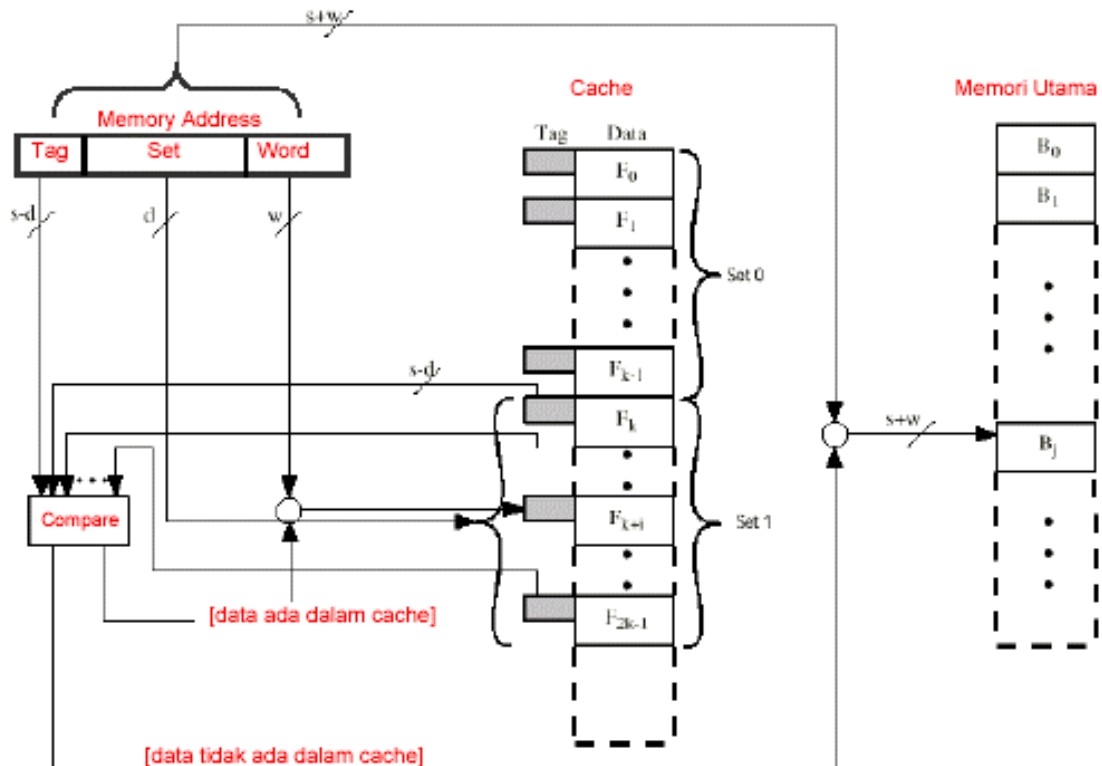 s+w
Cache
Memori Utama
Memory Address
Tag Data
Tag Set Word
F0
B0
F1
B1
s-d d w
Set 0
Fk-1
s-d
Fk
s+w
Bj
Compare
Fk+i
Set 1
[data ada dalam cache]
F2k-1
[data tidak ada dalam cache]